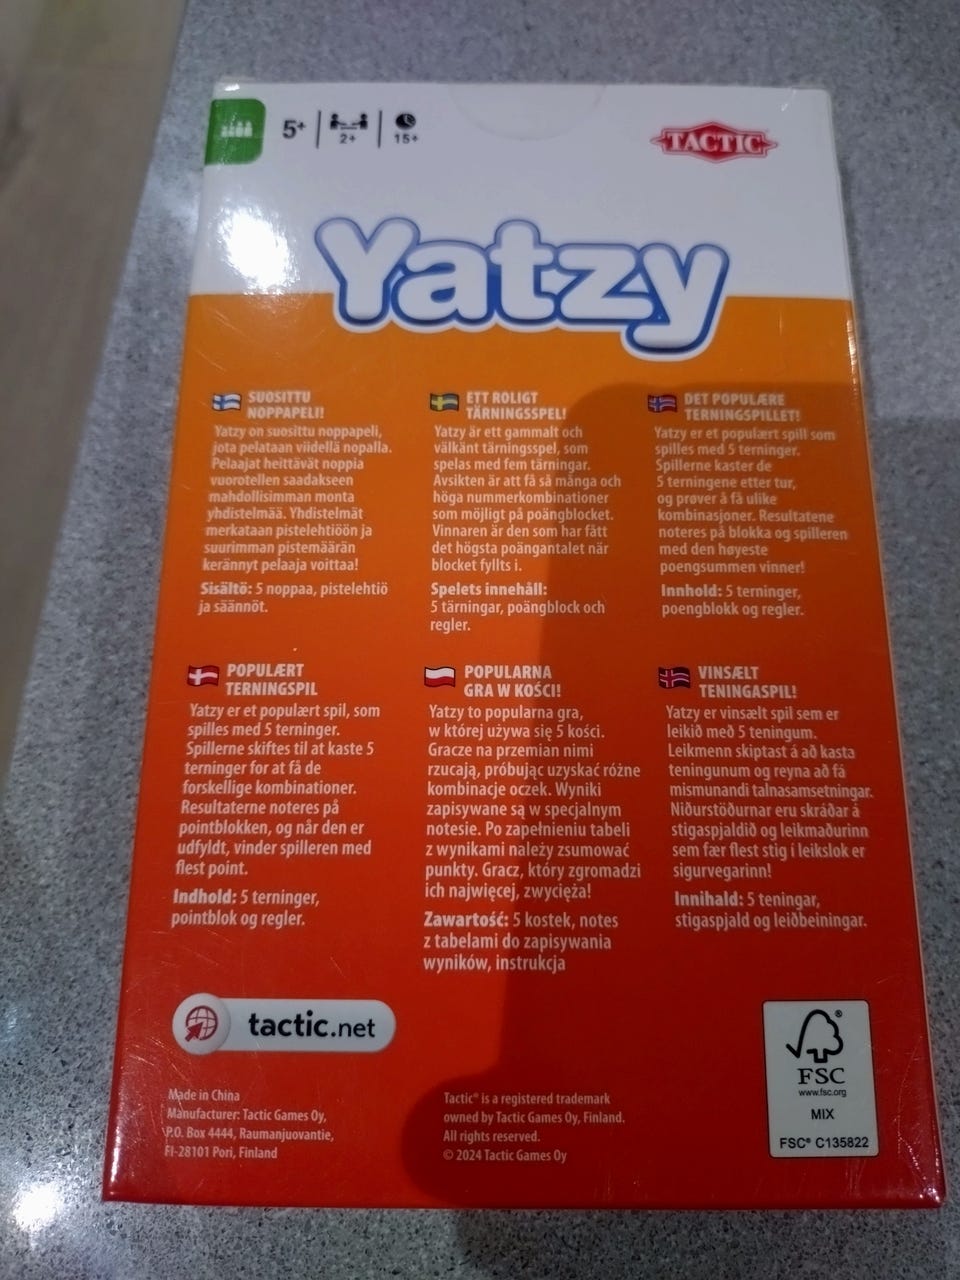 5+
2+
15+
TACTIC
Yatzy
SUOSITTU
NOPPAPELI!
Yatzy on suosittu noppapeli,
jota pelataan viidellä nopalla.
Pelaajat heittävät noppia
vuorotellen saadakseen
mahdollisimman monta
yhdistelmää. Yhdistelmät
merkataan pistelehtiöön ja
suurimman pistemäärän
kerännyt pelaaja voittaa!
Sisältö: 5 noppaa, pistelehtiö
ja säännöt.
ETT ROLIGT
TÄRNINGSSPEL!
Yatzy är ett gammalt och
välkänt tärningsspel, som
spelas med fem tärningar.
Avsikten är att få så många och
höga nummerkombinationer
som möjligt på poängblocket.
Vinnaren är den som har fått
det högsta poängantalet när
blocket fyllts i.
Spelets innehåll:
5 tärningar, poängblock och
regler.
DET POPULÆRE
TERNINGSPILLET!
Yatzy er et populært spill som
spilles med 5 terninger.
Spillerne kaster de
5 terningene etter tur,
og prøver å få ulike
kombinasjoner. Resultatene
noteres på blokka og spilleren
med den høyeste
poengsummen vinner!
Innhold: 5 terninger,
poengblokk og regler.
POPULÆRT
TERNINGSPIL
Yatzy er et populært spil, som
spilles med 5 terninger.
Spillerne skiftes til at kaste 5
terninger for at få de
forskellige kombinationer.
Resultaterne noteres på
pointblokken, og når den er
udfyldt, vinder spilleren med
flest point.
Indhold: 5 terninger,
pointblok og regler.
POPULARNA
GRA W KOŚCI!
Yatzy to popularna gra,
w której używa się 5 kości.
Gracze na przemian nimi
rzucają, próbując uzyskać różne
kombinacje oczek. Wyniki
zapisywane są w specjalnym
notesie. Po zapełnieniu tabeli
z wynikami należy zsumować
punkty. Gracz, który zgromadzi
ich najwięcej, zwycięża!
Zawartość: 5 kostek, notes
z tabelami do zapisywania
wyników, instrukcja
VINSÆLT
TENINGASPIL!
Yatzy er vinsælt spil sem er
leikið með 5 teningum.
Leikmenn skiptast á að kasta
teningunum og reyna að fá
mismunandi talnasamsetningar.
Niðurstöðurnar eru skráðar á
stigaspjaldið og leikmaðurinn
sem fær flest stig í leikslok er
sigurvegarinn!
Innihald: 5 teningar,
stigaspjald og leiðbeiningar.
tactic.net
Made in China
Manufacturer: Tactic Games Oy,
P.O. Box 4444, Raumanjuovantie,
FI-28101 Pori, Finland
Tactic® is a registered trademark
owned by Tactic Games Oy, Finland.
All rights reserved.
© 2024 Tactic Games Oy
FSC
www.fsc.org
MIX
FSC® C135822